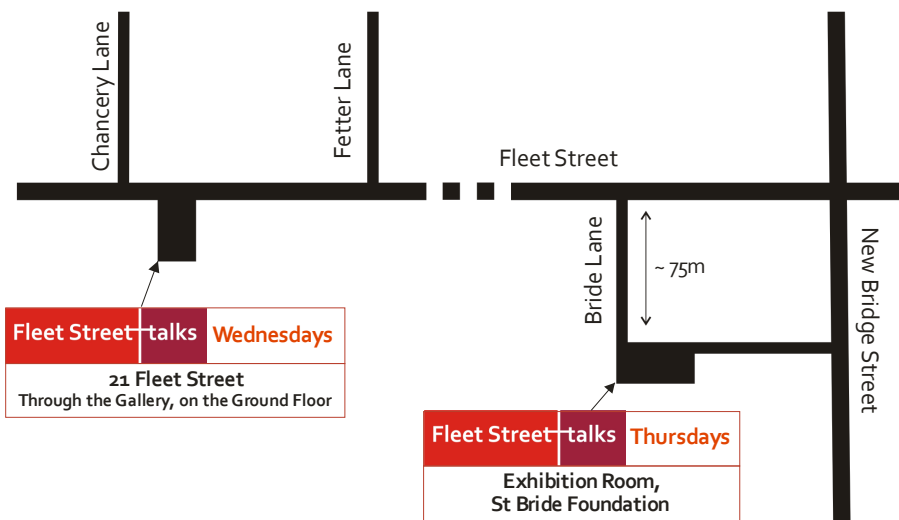 Chancery Lane
Fetter Lane
Fleet Street
Bride Lane
~ 75m
New Bridge Street
Fleet Street talks Wednesdays
21 Fleet Street
Through the Gallery, on the Ground Floor
Fleet Street talks Thursdays
Exhibition Room,
St Bride Foundation